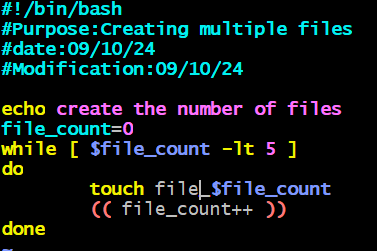 #!/bin/bash
#Purpose:Creating multiple files
#date:09/10/24
#Modification:09/10/24

echo create the number of files
file_count=0
while [ $file_count -lt 5 ]
do
        touch file_$file_count
        (( file_count++ ))
done
~